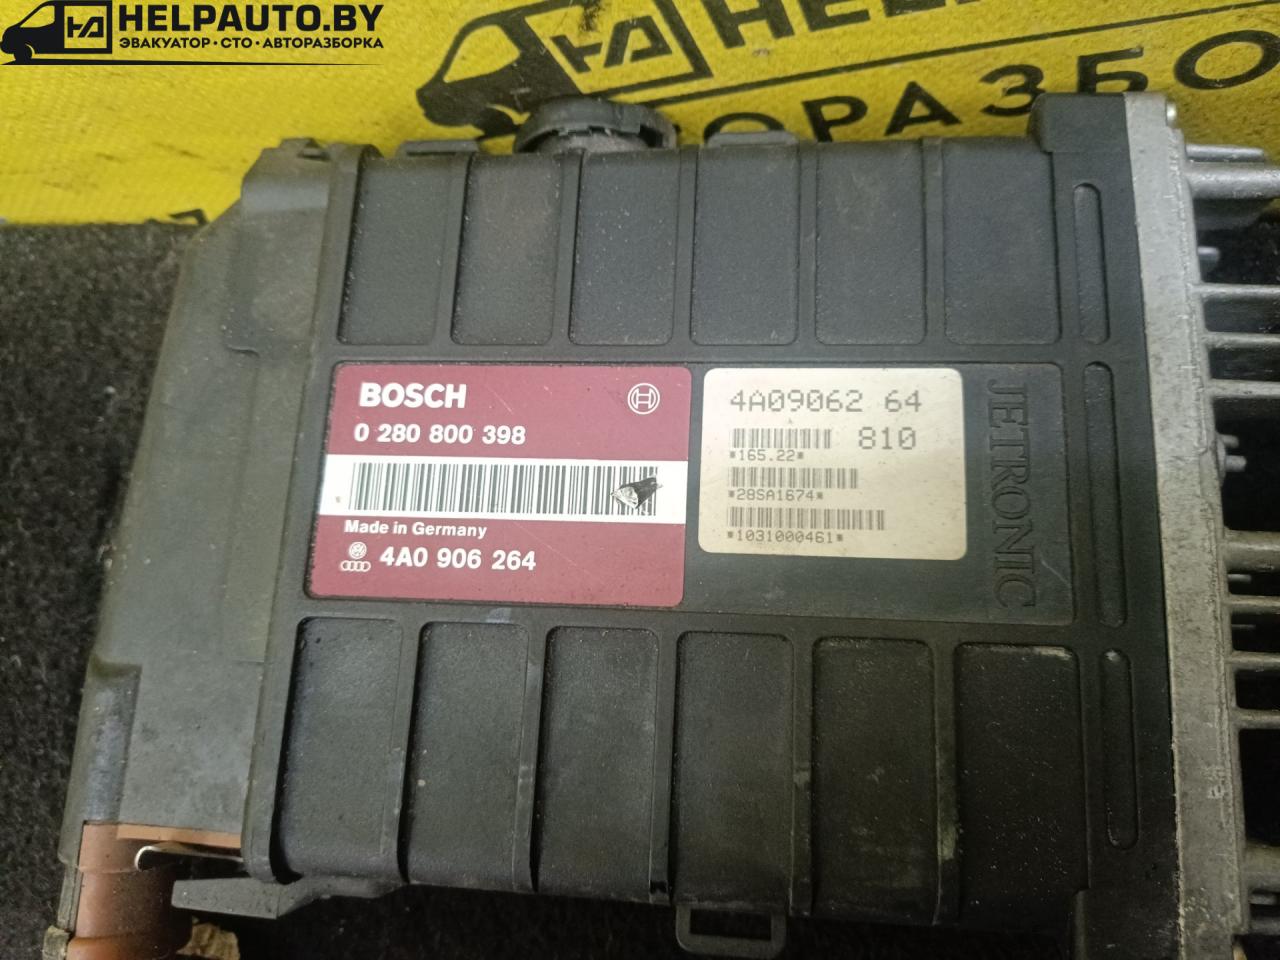 HELPAUTO.BY
ЭВАКУАТОР · СТО · АВТОРАЗБОРКА
BOSCH
0 280 800 398
Made in Germany
4A0 906 264
4A09062 64
810
*165.22*
*28SA1674*
*1031000461*
JETRONIC